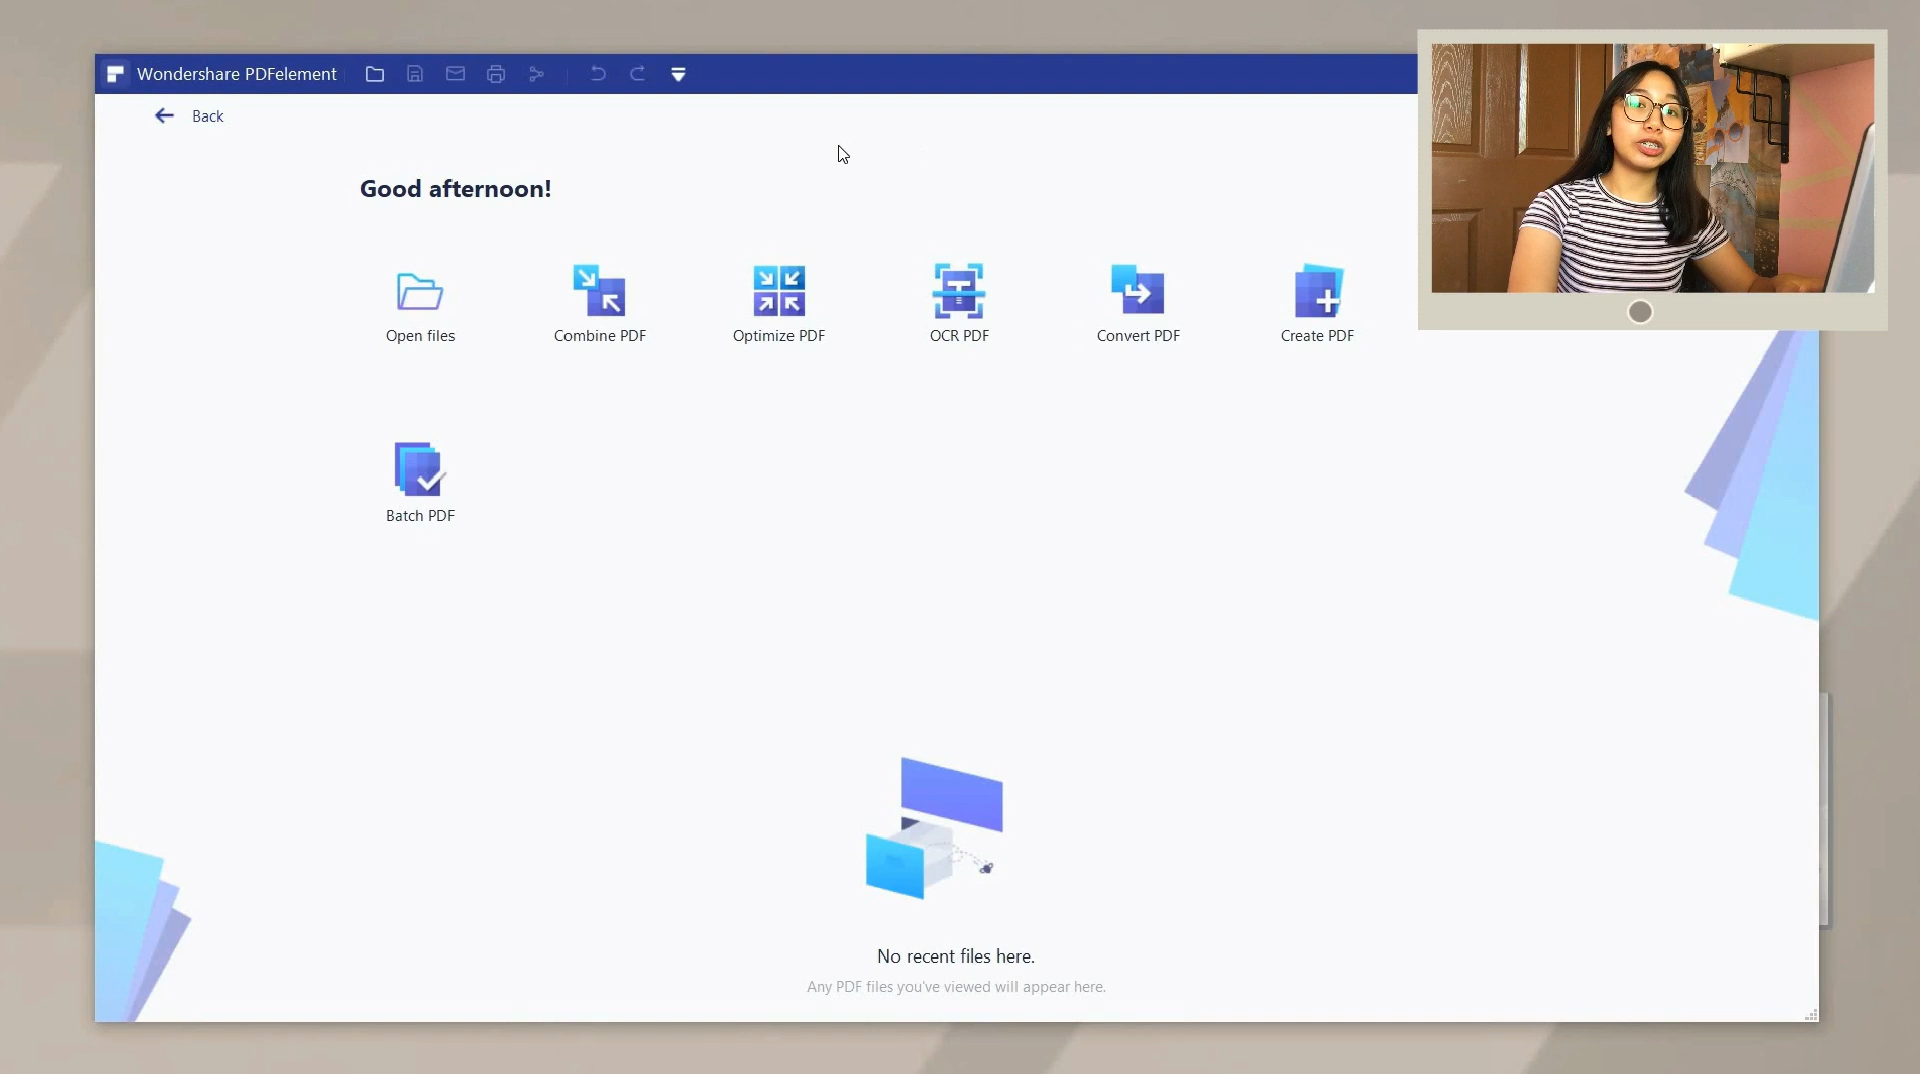 Wondershare PDFelement
Back
Good afternoon!
Open files
Combine PDF
Optimize PDF
OCR PDF
Convert PDF
Create PDF
Batch PDF
No recent files here.
Any PDF files you've viewed will appear here.